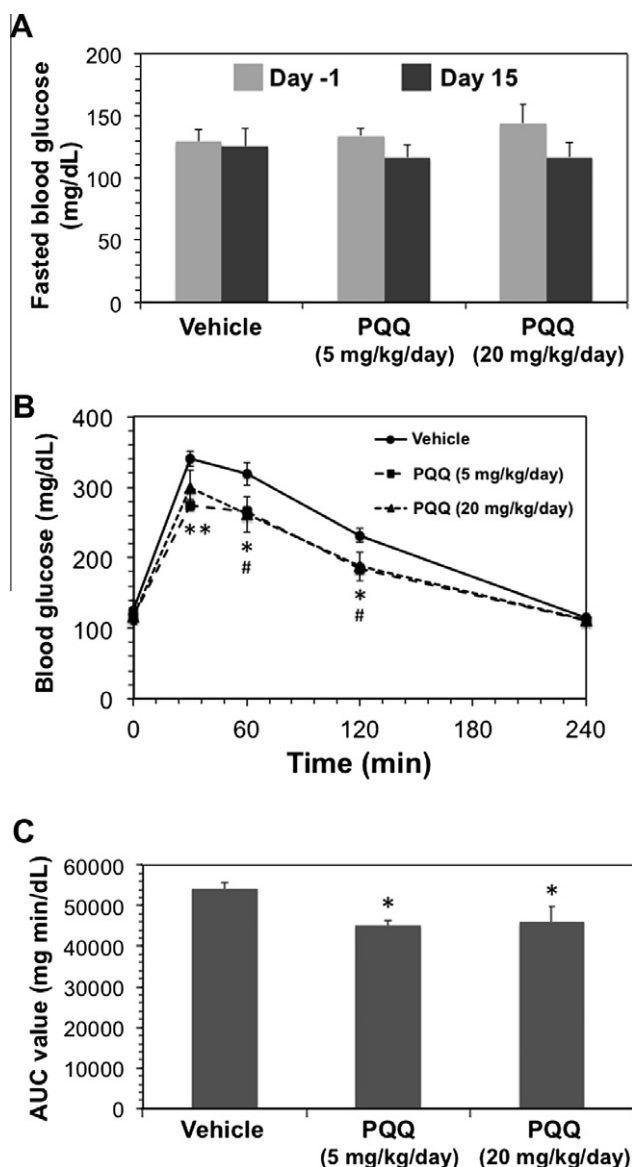 A
200
150
100
50
0
Fasted blood glucose
(mg/dL)
Day -1 Day 15
Vehicle PQQ PQQ
(5 mg/kg/day) (20 mg/kg/day)
B
400
300
200
100
0
Blood glucose (mg/dL)
Vehicle
PQQ (5 mg/kg/day)
PQQ (20 mg/kg/day)
** * *
# #
0 60 120 180 240
Time (min)
C
60000
50000
40000
30000
20000
10000
0
AUC value (mg min/dL)
* *
Vehicle PQQ PQQ
(5 mg/kg/day) (20 mg/kg/day)